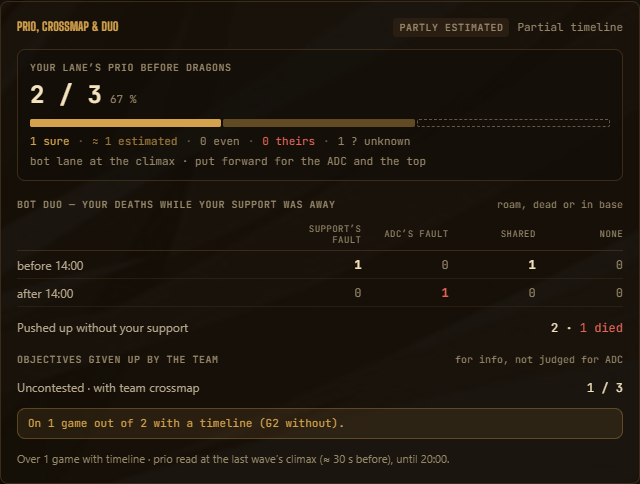 PRIO, CROSSMAP & DUO
PARTLY ESTIMATED Partial timeline
YOUR LANE'S PRIO BEFORE DRAGONS
2 / 3 67 %
1 sure · ≈ 1 estimated · 0 even · 0 theirs · 1 ? unknown
bot lane at the climax · put forward for the ADC and the top
BOT DUO — YOUR DEATHS WHILE YOUR SUPPORT WAS AWAY roam, dead or in base
SUPPORT'S FAULT ADC'S FAULT SHARED NONE
before 14:00 1 0 1 0
after 14:00 0 1 0 0
Pushed up without your support 2 · 1 died
OBJECTIVES GIVEN UP BY THE TEAM for info, not judged for ADC
Uncontested · with team crossmap 1 / 3
On 1 game out of 2 with a timeline (G2 without).
Over 1 game with timeline · prio read at the last wave's climax (≈ 30 s before), until 20:00.